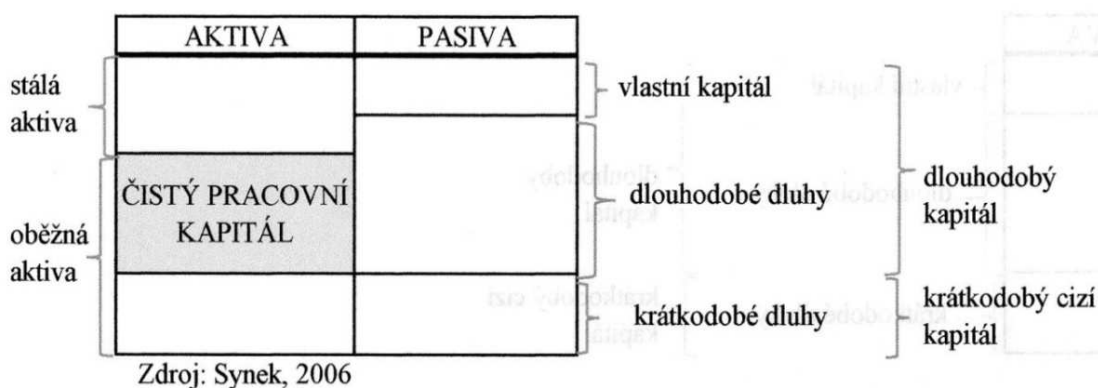 AKTIVA PASIVA
stálá
aktiva
vlastní kapitál
ČISTÝ PRACOVNÍ
KAPITÁL
oběžná
aktiva
dlouhodobé dluhy
dlouhodobý
kapitál
krátkodobé dluhy
krátkodobý cizí
kapitál
Zdroj: Synek, 2006